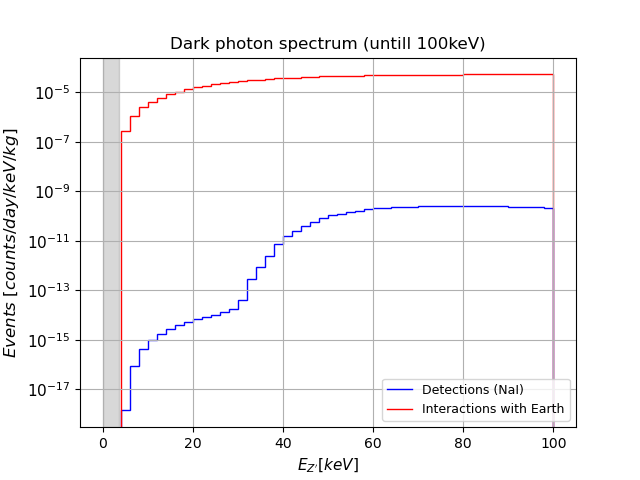 Dark photon spectrum (untill 100keV)
Events [counts/day/keV/kg]
10⁻⁵
10⁻⁷
10⁻⁹
10⁻¹¹
10⁻¹³
10⁻¹⁵
10⁻¹⁷
Detections (NaI)
Interactions with Earth
0 20 40 60 80 100
E_{Z'}[keV]